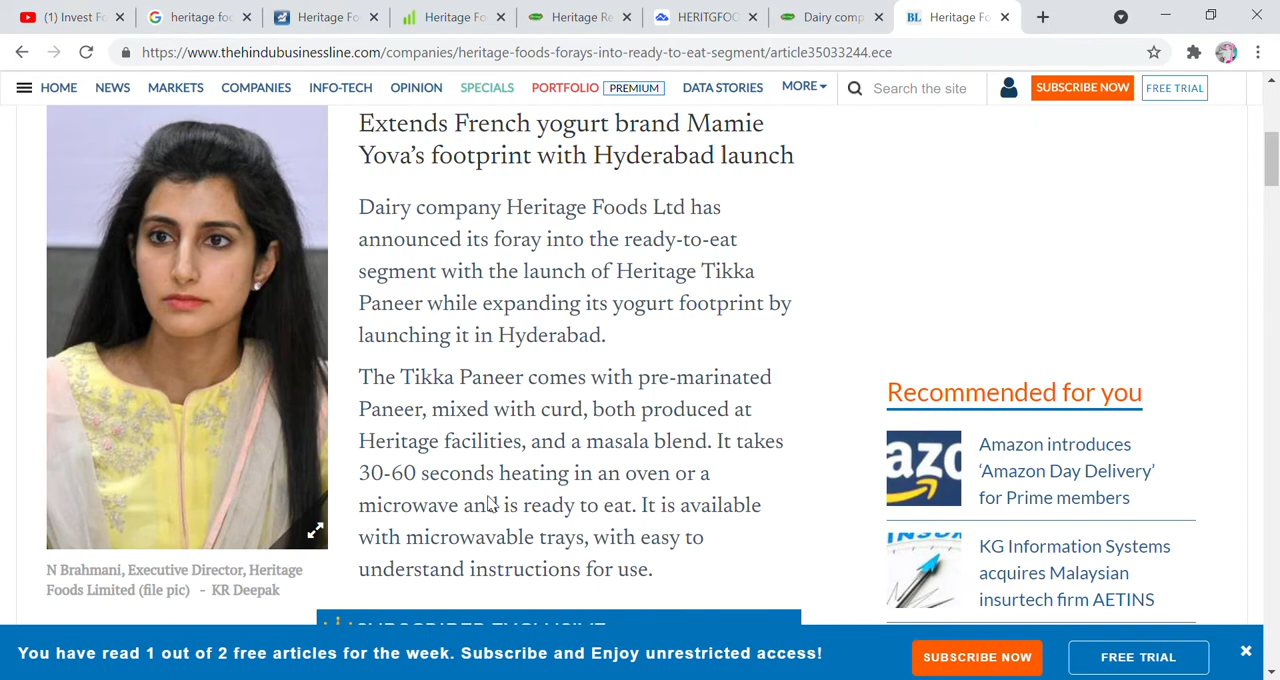 (1) Invest F
heritage foo
Heritage Fo
Heritage Fo
Heritage Re
HERITGFOO
Dairy comp
BL
Heritage Fo
https://www.thehindubusinessline.com/companies/heritage-foods-forays-into-ready-to-eat-segment/article35033244.ece
HOME
NEWS
MARKETS
COMPANIES
INFO-TECH
OPINION
SPECIALS
PORTFOLIO PREMIUM
DATA STORIES
MORE
Search the site
SUBSCRIBE NOW
FREE TRIAL
Extends French yogurt brand Mamie
Yova's footprint with Hyderabad launch
Dairy company Heritage Foods Ltd has
announced its foray into the ready-to-eat
segment with the launch of Heritage Tikka
Paneer while expanding its yogurt footprint by
launching it in Hyderabad.
The Tikka Paneer comes with pre-marinated
Paneer, mixed with curd, both produced at
Heritage facilities, and a masala blend. It takes
30-60 seconds heating in an oven or a
microwave and is ready to eat. It is available
with microwavable trays, with easy to
understand instructions for use.
N Brahmani, Executive Director, Heritage
Foods Limited (file pic) - KR Deepak
SUBSCRIBER EXCLUSIVE
Recommended for you
Amazon introduces
'Amazon Day Delivery'
for Prime members
KG Information Systems
acquires Malaysian
insurtech firm AETINS
You have read 1 out of 2 free articles for the week. Subscribe and Enjoy unrestricted access!
SUBSCRIBE NOW
FREE TRIAL